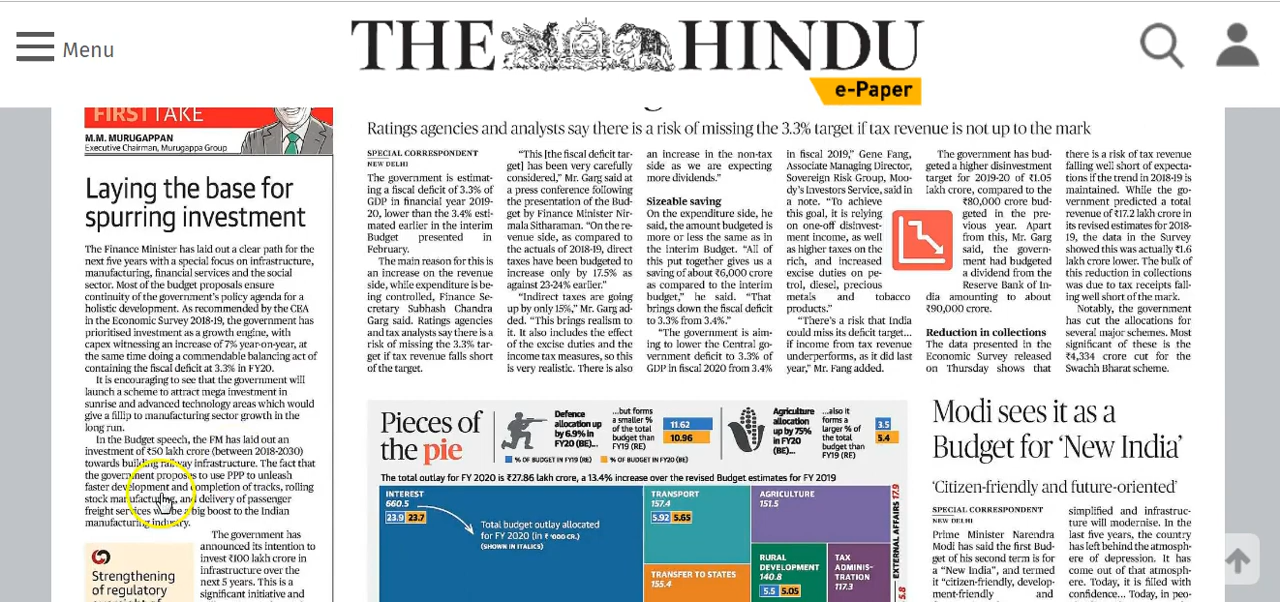 Menu
THE HINDU
e-Paper
FIRST TAKE
M.M. MURUGAPPAN
Executive Chairman, Murugappa Group
Laying the base for
spurring investment
The Finance Minister has laid out a clear path for the
next five years with a special focus on infrastructure,
manufacturing, financial services and the social
sector. Most of the budget proposals ensure
continuity of the government's policy agenda for a
holistic development. As recommended by the CEA
in the Economic Survey 2018-19, the government has
prioritised investment as a growth engine, with
capex witnessing an increase of 7% year-on-year, at
the same time doing a commendable balancing act of
containing the fiscal deficit at 3.3% in FY20.
It is encouraging to see that the government will
launch a scheme to attract mega investment in
sunrise and advanced technology areas which would
give a fillip to manufacturing sector growth in the
long run.
In the Budget speech, the FM has laid out an
investment of ₹50 lakh crore (between 2018-2030)
towards building railway infrastructure. The fact that
the government proposes to use PPP to unleash
faster development and completion of tracks, rolling
stock manufacturing, and delivery of passenger
freight services will be a big boost to the Indian
manufacturing industry.
The government has
announced its intention to
invest ₹100 lakh crore in
infrastructure over the
next 5 years. This is a
significant initiative and
Strengthening
of regulatory
oversight of
Ratings agencies and analysts say there is a risk of missing the 3.3% target if tax revenue is not up to the mark
SPECIAL CORRESPONDENT
NEW DELHI
The government is estimat-
ing a fiscal deficit of 3.3% of
GDP in financial year 2019-
20, lower than the 3.4% esti-
mated earlier in the interim
Budget presented in
February.
The main reason for this is
an increase on the revenue
side, while expenditure is be-
ing controlled, Finance Se-
cretary Subhash Chandra
Garg said. Ratings agencies
and tax analysts say there is a
risk of missing the 3.3% tar-
get if tax revenue falls short
of the target.
"This [the fiscal deficit tar-
get] has been very carefully
considered," Mr. Garg said at
a press conference following
the presentation of the Bud-
get by Finance Minister Nir-
mala Sitharaman. "On the re-
venue side, as compared to
the actuals of 2018-19, direct
taxes have been budgeted to
increase only by 17.5% as
against 23-24% earlier."
"Indirect taxes are going
up by only 15%," Mr. Garg ad-
ded. "This brings realism to
it. It also includes the effect
of the excise duties and the
income tax measures, so this
is very realistic. There is also
an increase in the non-tax
side as we are expecting
more dividends."
Sizeable saving
On the expenditure side, he
said, the amount budgeted is
more or less the same as in
the Interim Budget. "All of
this put together gives us a
saving of about ₹6,000 crore
as compared to the interim
budget," he said. "That
brings down the fiscal deficit
to 3.3% from 3.4%."
"The government is aim-
ing to lower the Central go-
vernment deficit to 3.3% of
GDP in fiscal 2020 from 3.4%
in fiscal 2019," Gene Fang,
Associate Managing Director,
Sovereign Risk Group, Moo-
dy's Investors Service, said in
a note. "To achieve
this goal, it is relying
on one-off disinvest-
ment income, as well
as higher taxes on the
rich, and increased
excise duties on pe-
trol, diesel, precious
metals and tobacco
products."
"There's a risk that India
could miss its deficit target...
if income from tax revenue
underperforms, as it did last
year," Mr. Fang added.
The government has bud-
geted a higher disinvestment
target for 2019-20 of ₹1.05
lakh crore, compared to the
₹80,000 crore bud-
geted in the pre-
vious year. Apart
from this, Mr. Garg
said, the govern-
ment had budgeted
a dividend from the
Reserve Bank of In-
dia amounting to about
₹90,000 crore.
Reduction in collections
The data presented in the
Economic Survey released
on Thursday shows that
there is a risk of tax revenue
falling well short of expecta-
tions if the trend in 2018-19 is
maintained. While the go-
vernment predicted a total
revenue of ₹17.2 lakh crore in
its revised estimates for 2018-
19, the data in the Survey
showed this was actually ₹1.6
lakh crore lower. The bulk of
this reduction in collections
was due to tax receipts fall-
ing well short of the mark.
Notably, the government
has cut the allocations for
several major schemes. Most
significant of these is the
₹4,334 crore cut for the
Swachh Bharat scheme.
Pieces of
the pie
Defence
allocation up
by 6.9% in
FY20 (BE)...
...but forms
a smaller %
of the total
budget than
FY19 (RE)
11.62
10.96
Agriculture
allocation
up by 75%
in FY20
(BE)...
...also it
forms a
larger % of
the total
budget than
FY19 (RE)
3.5
5.4
% OF BUDGET IN FY19 (RE)
% OF BUDGET IN FY20 (BE)
The total outlay for FY 2020 is ₹27.86 lakh crore, a 13.4% increase over the revised Budget estimates for FY 2019
INTEREST
660.5
23.9 23.7
Total budget outlay allocated
for FY 2020 (in ₹ '000 CR.)
(SHOWN IN ITALICS)
TRANSPORT
157.4
5.92 5.65
TRANSFER TO STATES
155.4
AGRICULTURE
151.5
RURAL
DEVELOPMENT
140.8
5.5 5.05
TAX
ADMINIS-
TRATION
117.3
EXTERNAL AFFAIRS 17.9
5.8
Modi sees it as a
Budget for 'New India'
'Citizen-friendly and future-oriented'
SPECIAL CORRESPONDENT
NEW DELHI
Prime Minister Narendra
Modi has said the first Bud-
get of his second term is for
a "New India", and termed
it "citizen-friendly, develop-
ment-friendly and
simplified and infrastruc-
ture will modernise. In the
last five years, the country
has left behind the atmosph-
ere of depression. It has
come out of that atmosph-
ere. Today, it is filled with
confidence... Today, in peo-